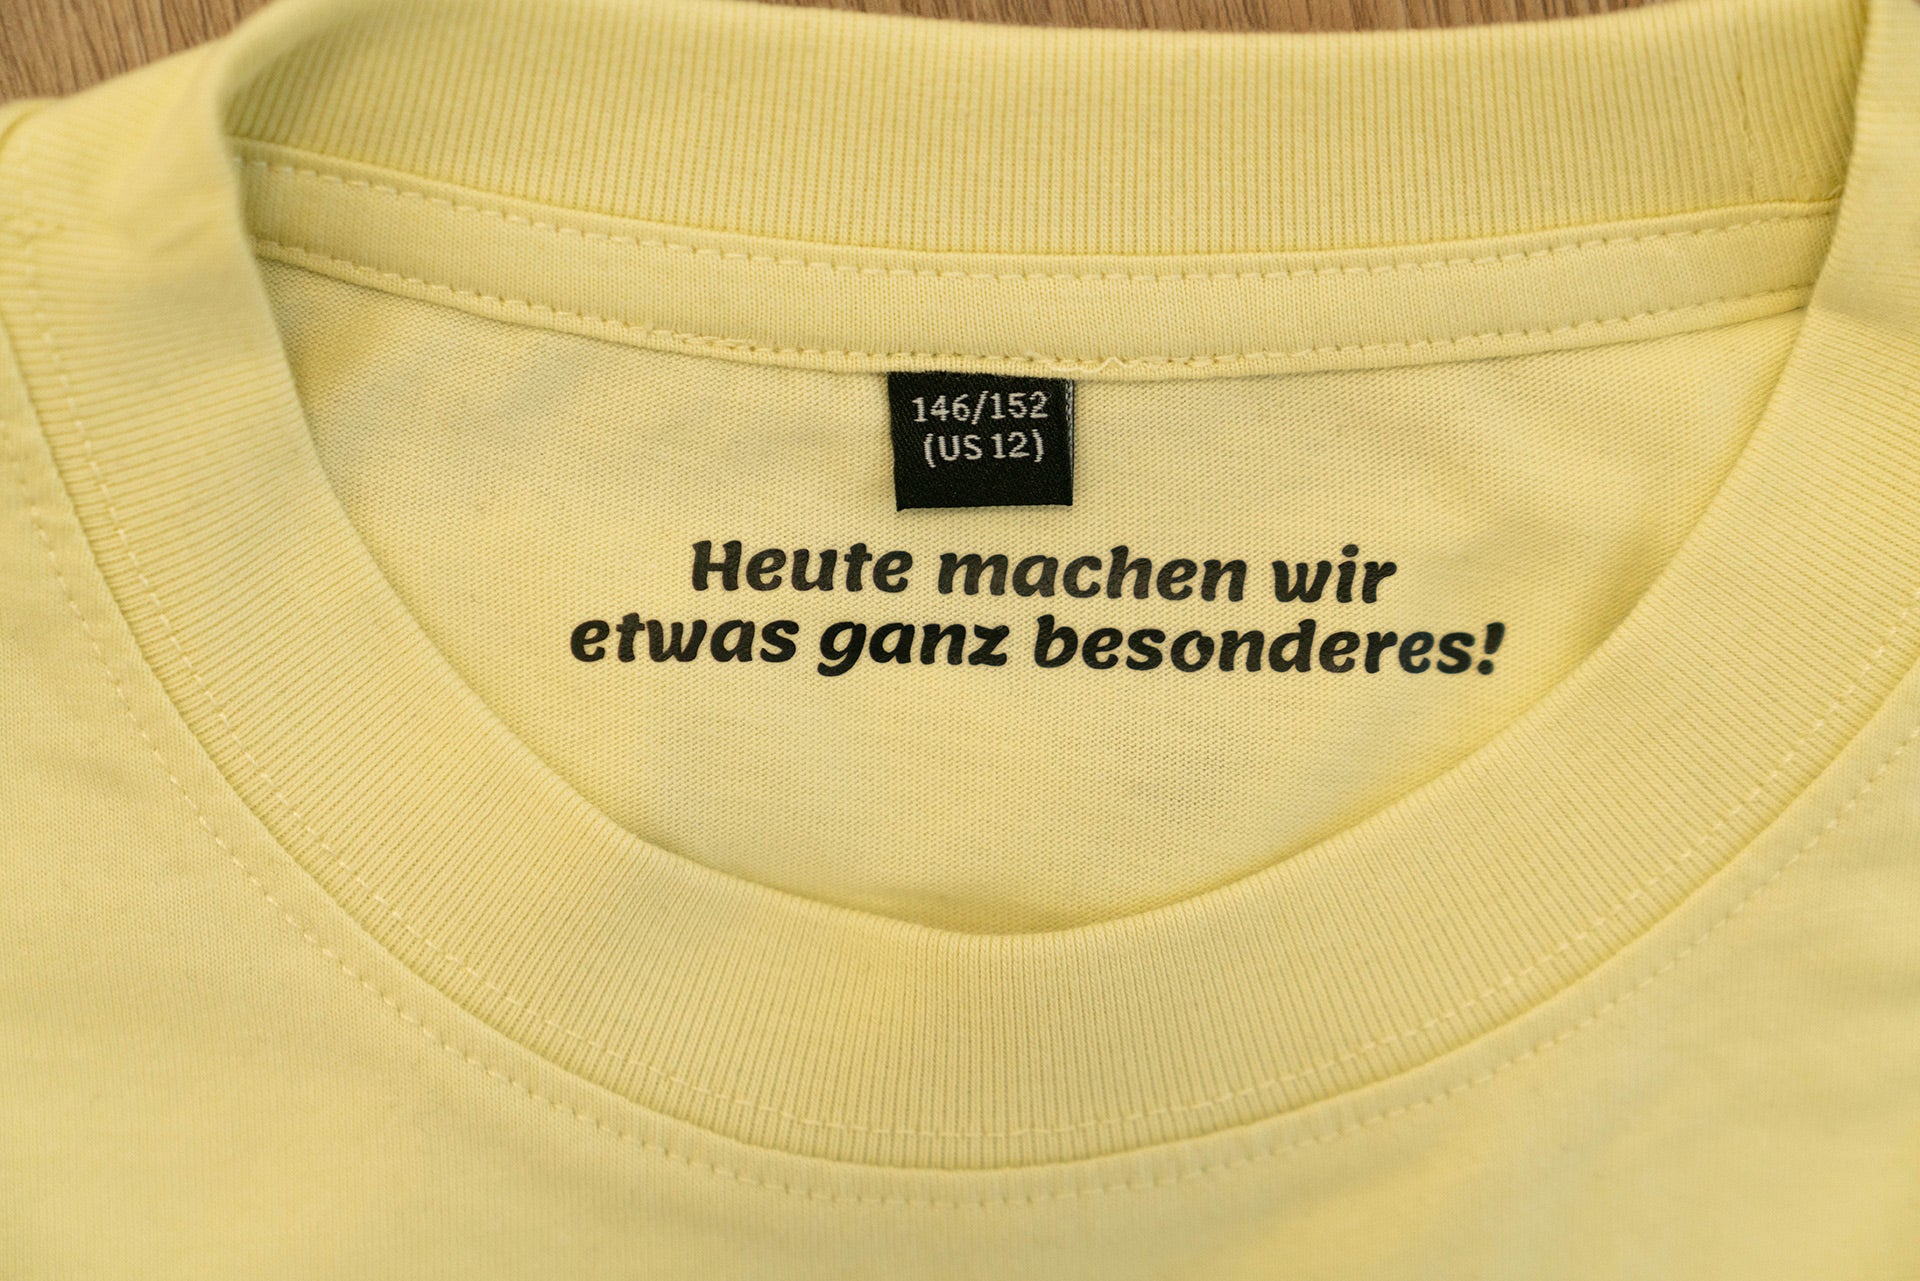 146/152
(US 12)
Heute machen wir
etwas ganz besonderes!